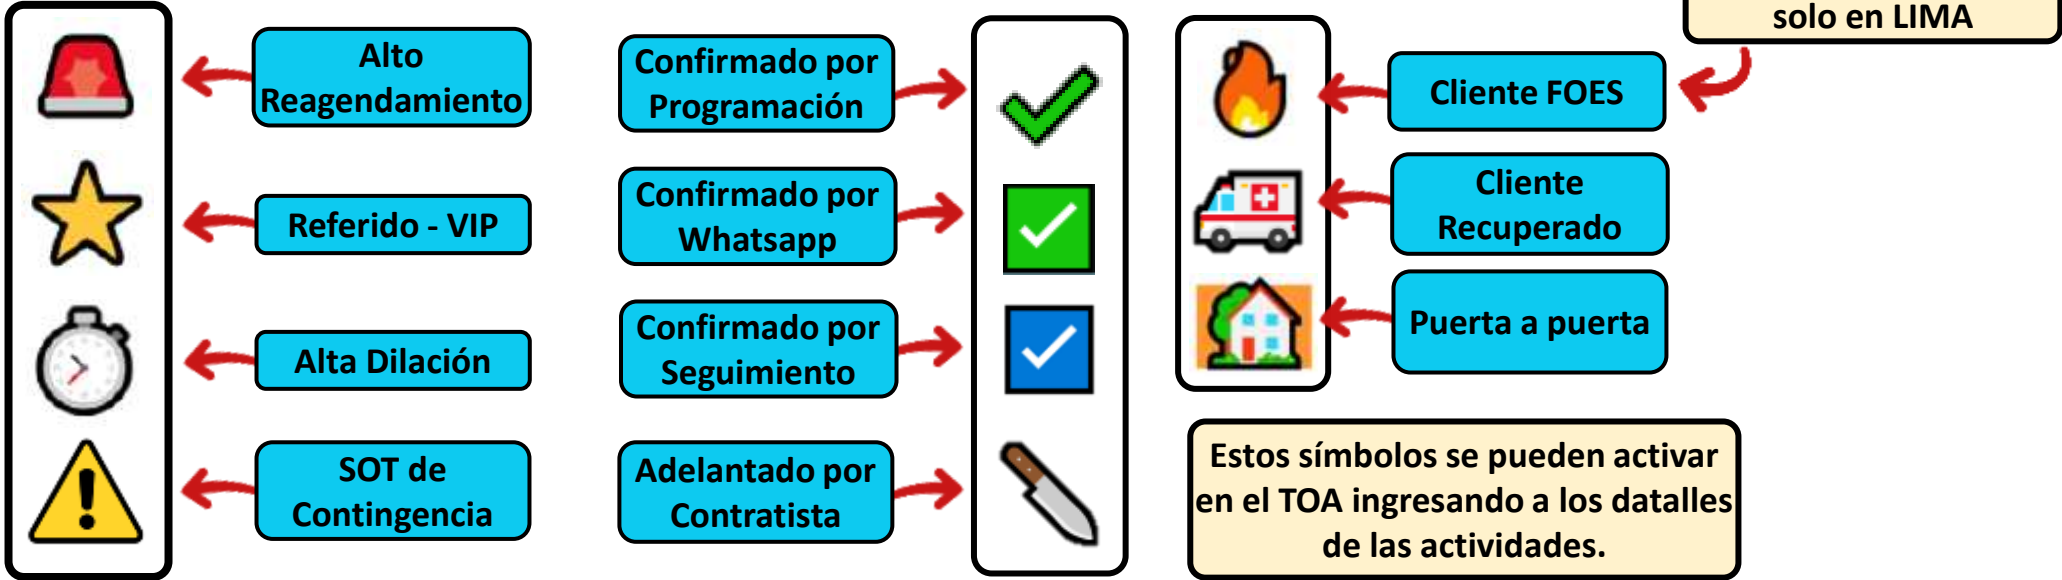 Alto
Reagendamiento
Referido - VIP
Alta Dilación
SOT de
Contingencia
Confirmado por
Programación
Confirmado por
Whatsapp
Confirmado por
Seguimiento
Adelantado por
Contratista
solo en LIMA
Cliente FOES
Cliente
Recuperado
Puerta a puerta
Estos símbolos se pueden activar
en el TOA ingresando a los datalles
de las actividades.